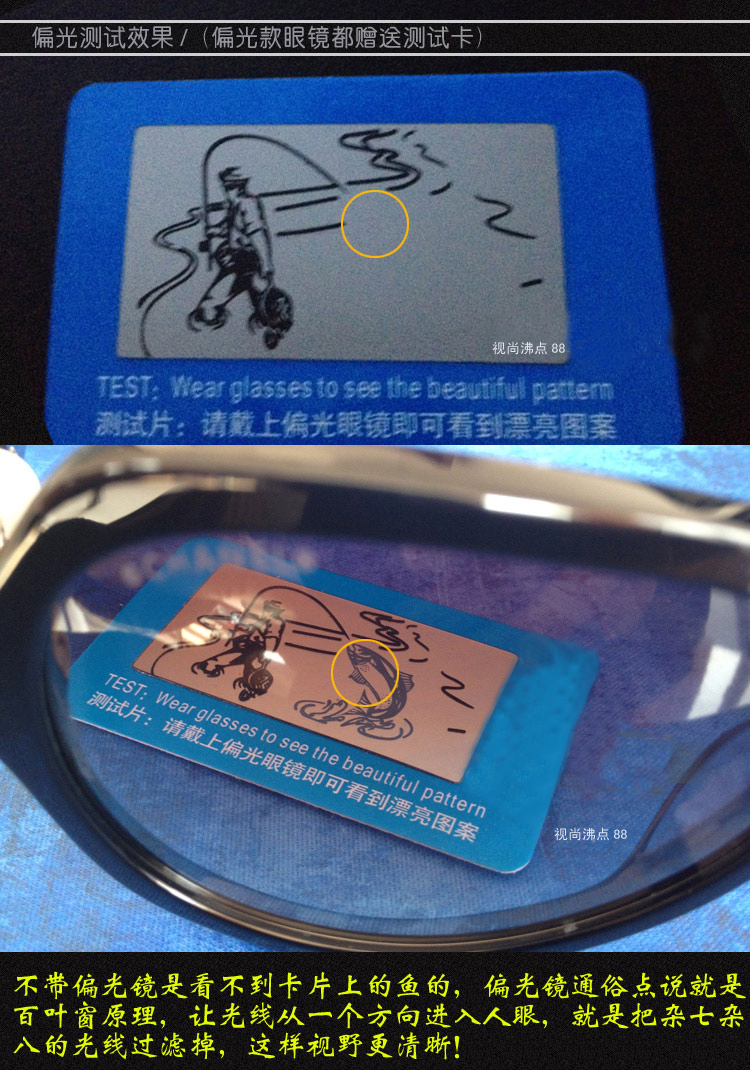 偏光测试效果 /（偏光款眼镜都赠送测试卡）
视尚沸点 88
TEST: Wear glasses to see the beautiful pattern
测试片：请戴上偏光眼镜即可看到漂亮图案
TEST: Wear glasses to see the beautiful pattern
测试片：请戴上偏光眼镜即可看到漂亮图案
视尚沸点 88
不带偏光镜是看不到卡片上的鱼的，偏光镜通俗点说就是
百叶窗原理，让光线从一个方向进入人眼，就是把杂七杂
八的光线过滤掉，这样视野更清晰！